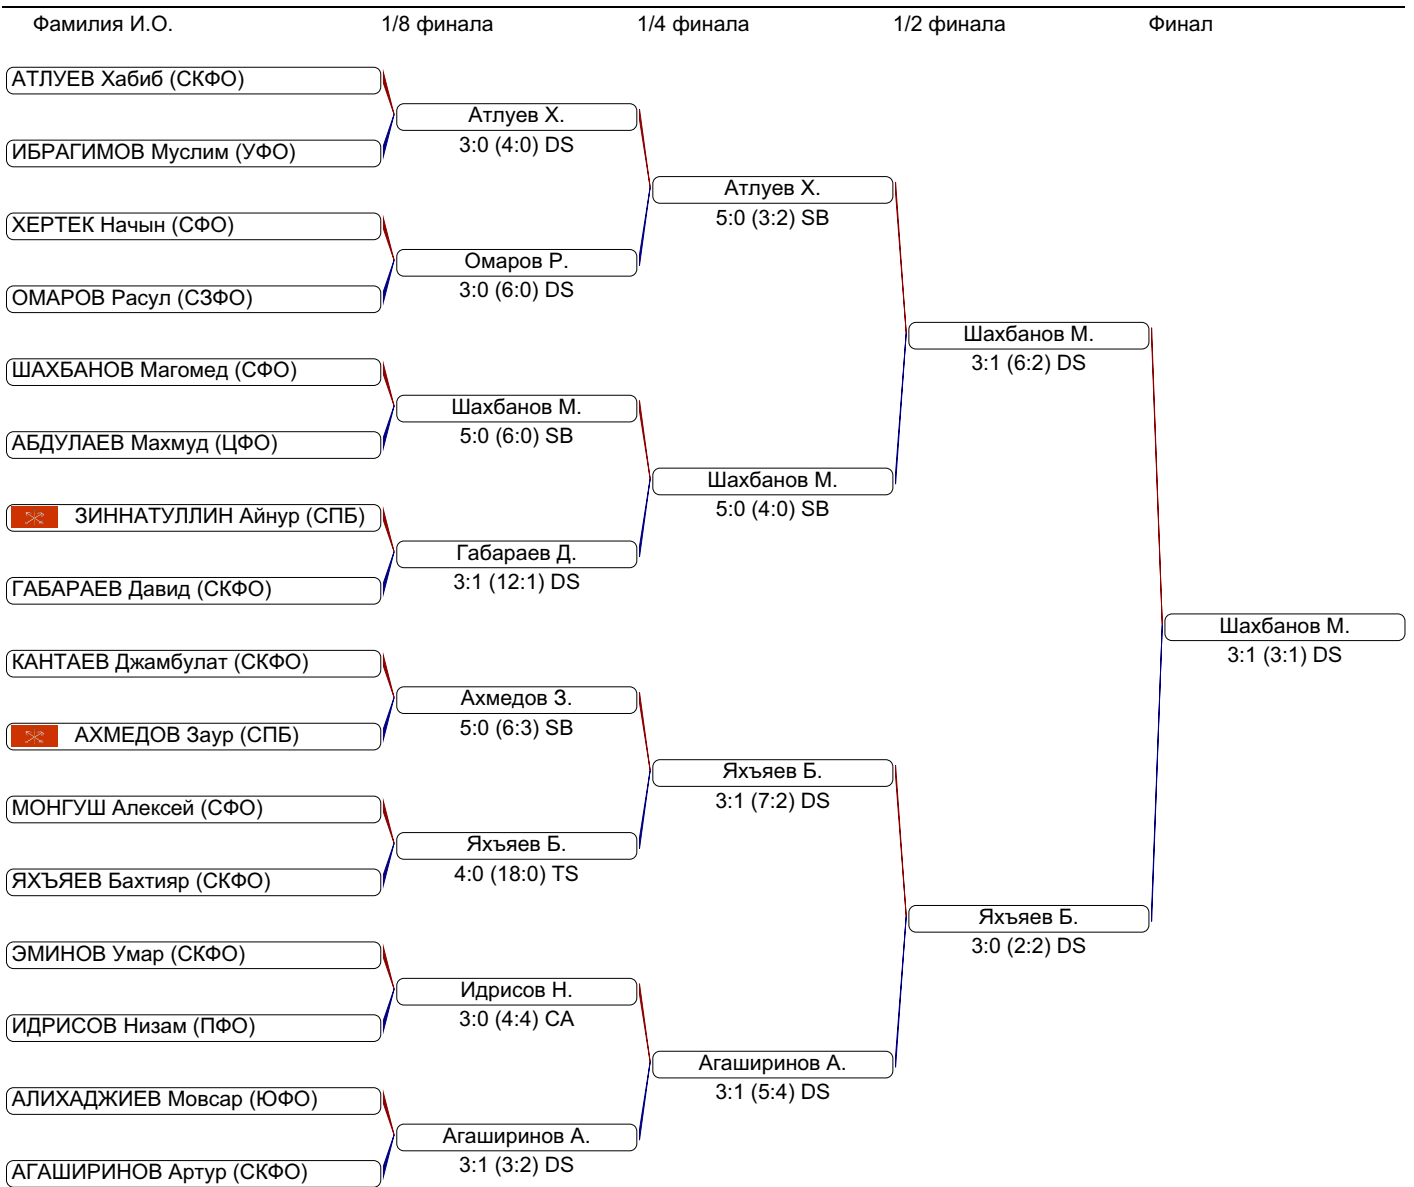 Фамилия И.О. 1/8 финала 1/4 финала 1/2 финала Финал
АТЛУЕВ Хабиб (СКФО)
Атлуев Х.
3:0 (4:0) DS
ИБРАГИМОВ Муслим (УФО)
Атлуев Х.
5:0 (3:2) SB
ХЕРТЕК Начын (СФО)
Омаров Р.
3:0 (6:0) DS
ОМАРОВ Расул (СЗФО)
Шахбанов М.
3:1 (6:2) DS
ШАХБАНОВ Магомед (СФО)
Шахбанов М.
5:0 (6:0) SB
АБДУЛАЕВ Махмуд (ЦФО)
Шахбанов М.
5:0 (4:0) SB
ЗИННАТУЛЛИН Айнур (СПБ)
Габараев Д.
3:1 (12:1) DS
ГАБАРАЕВ Давид (СКФО)
Шахбанов М.
3:1 (3:1) DS
КАНТАЕВ Джамбулат (СКФО)
Ахмедов З.
5:0 (6:3) SB
АХМЕДОВ Заур (СПБ)
Яхъяев Б.
3:1 (7:2) DS
МОНГУШ Алексей (СФО)
Яхъяев Б.
4:0 (18:0) TS
ЯХЪЯЕВ Бахтияр (СКФО)
Яхъяев Б.
3:0 (2:2) DS
ЭМИНОВ Умар (СКФО)
Идрисов Н.
3:0 (4:4) CA
ИДРИСОВ Низам (ПФО)
Агаширинов А.
3:1 (5:4) DS
АЛИХАДЖИЕВ Мовсар (ЮФО)
Агаширинов А.
3:1 (3:2) DS
АГАШИРИНОВ Артур (СКФО)